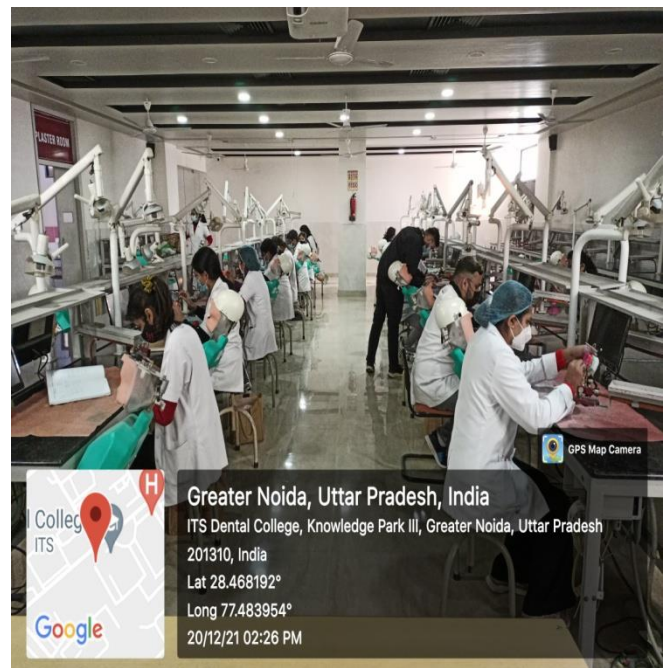 PLASTER ROOM
GPS Map Camera
H
l Colleg
ITS
Google
Greater Noida, Uttar Pradesh, India
ITS Dental College, Knowledge Park III, Greater Noida, Uttar Pradesh
201310, India
Lat 28.468192°
Long 77.483954°
20/12/21 02:26 PM